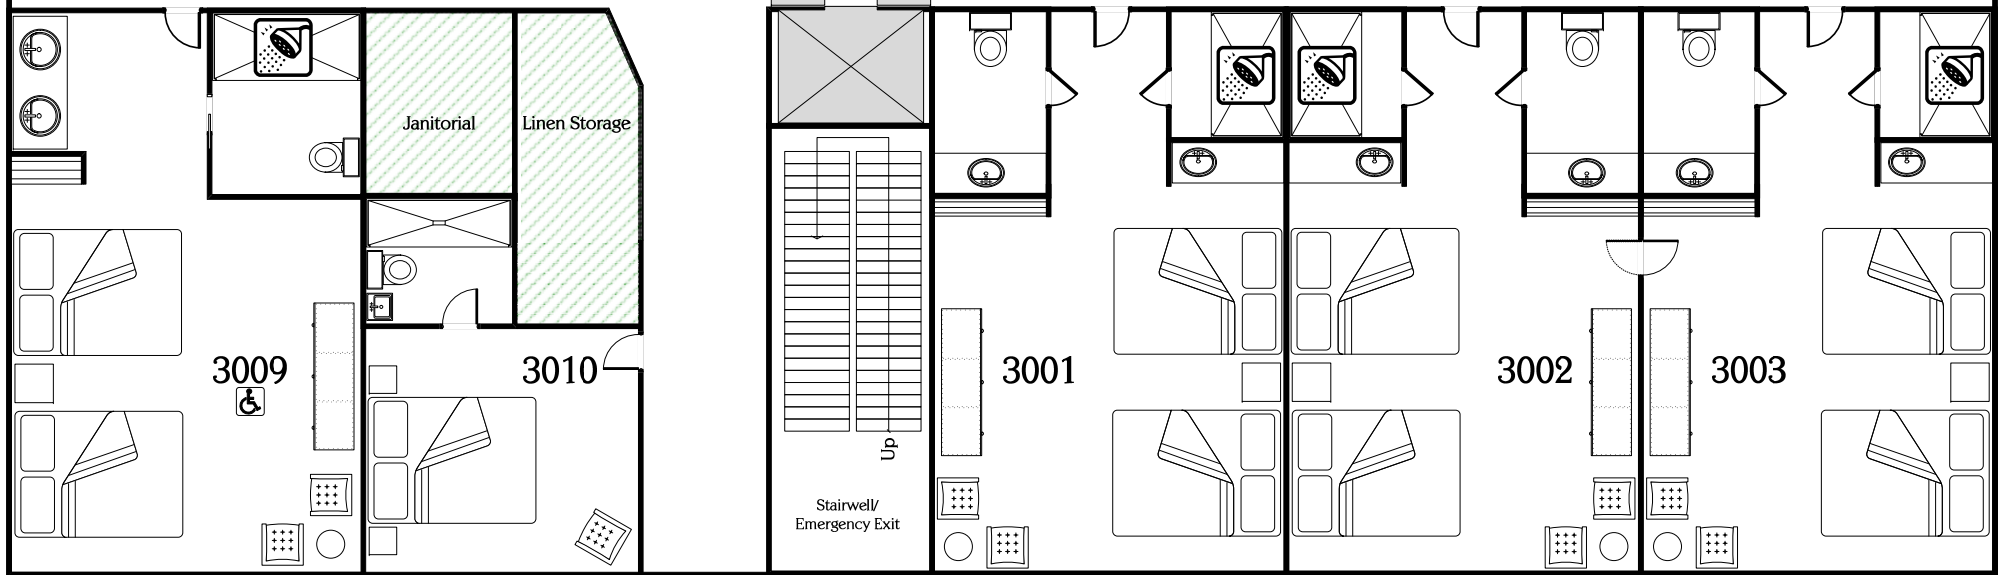 Janitorial
Linen Storage
3009
3010
3001
3002
3003
Up
Stairwell/
Emergency Exit